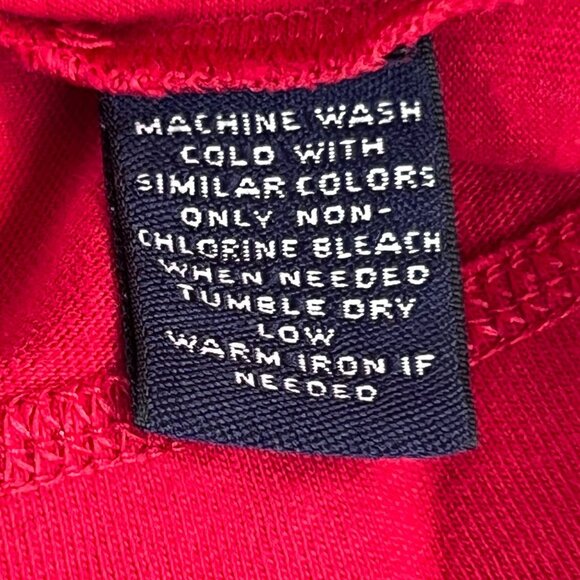 MACHINE WASH
COLD WITH
SIMILAR COLORS
ONLY NON-
CHLORINE BLEACH
WHEN NEEDED
TUMBLE DRY
LOW
WARM IRON IF
NEEDED